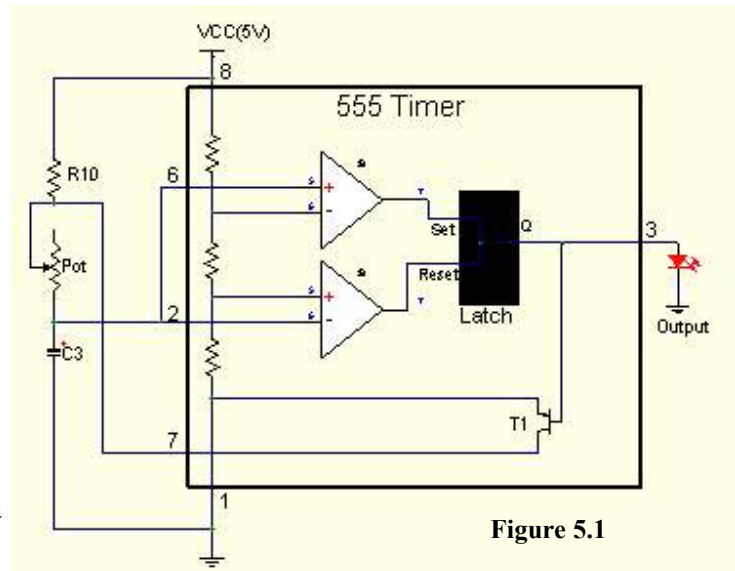 VCC(5V)
8
555 Timer
R10
6
+
-
Set
Q
3
Pot
Reset
+
-
2
Latch
Output
C3
+
T1
7
1
Figure 5.1